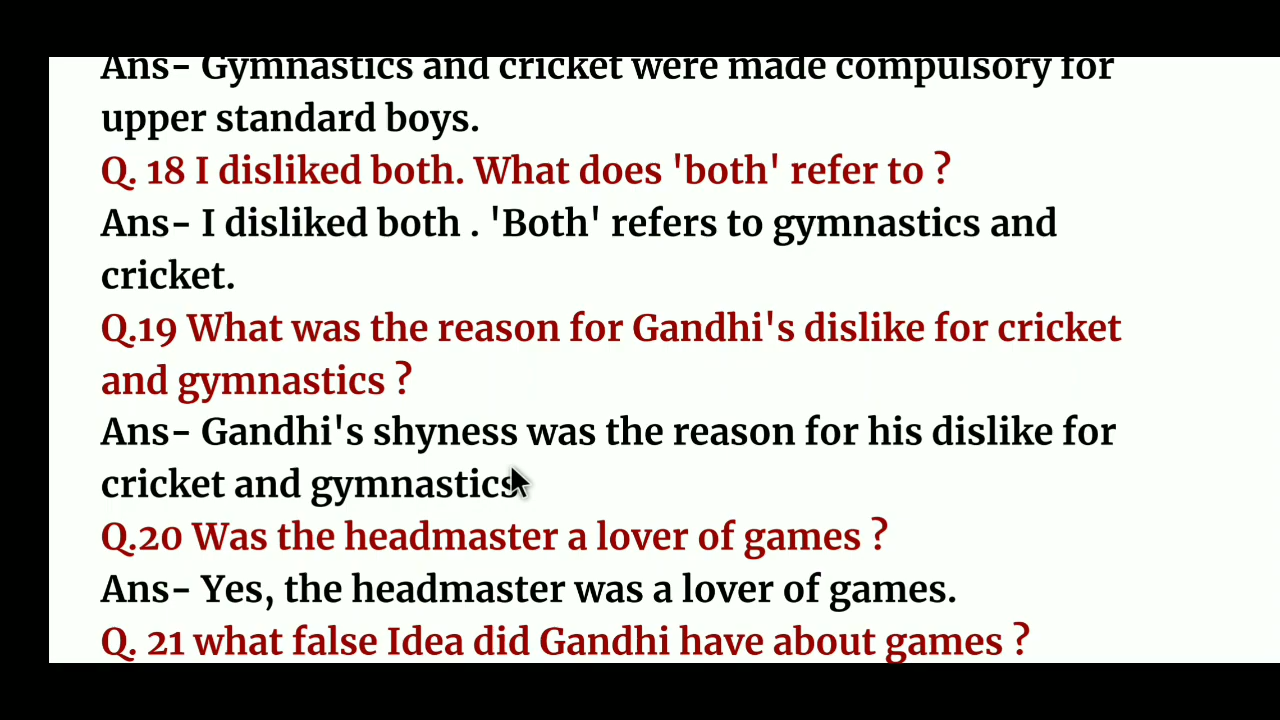 Ans- Gymnastics and cricket were made compulsory for
upper standard boys.
Q. 18 I disliked both. What does 'both' refer to ?
Ans- I disliked both . 'Both' refers to gymnastics and
cricket.
Q.19 What was the reason for Gandhi's dislike for cricket
and gymnastics ?
Ans- Gandhi's shyness was the reason for his dislike for
cricket and gymnastics
Q.20 Was the headmaster a lover of games ?
Ans- Yes, the headmaster was a lover of games.
Q. 21 what false Idea did Gandhi have about games ?